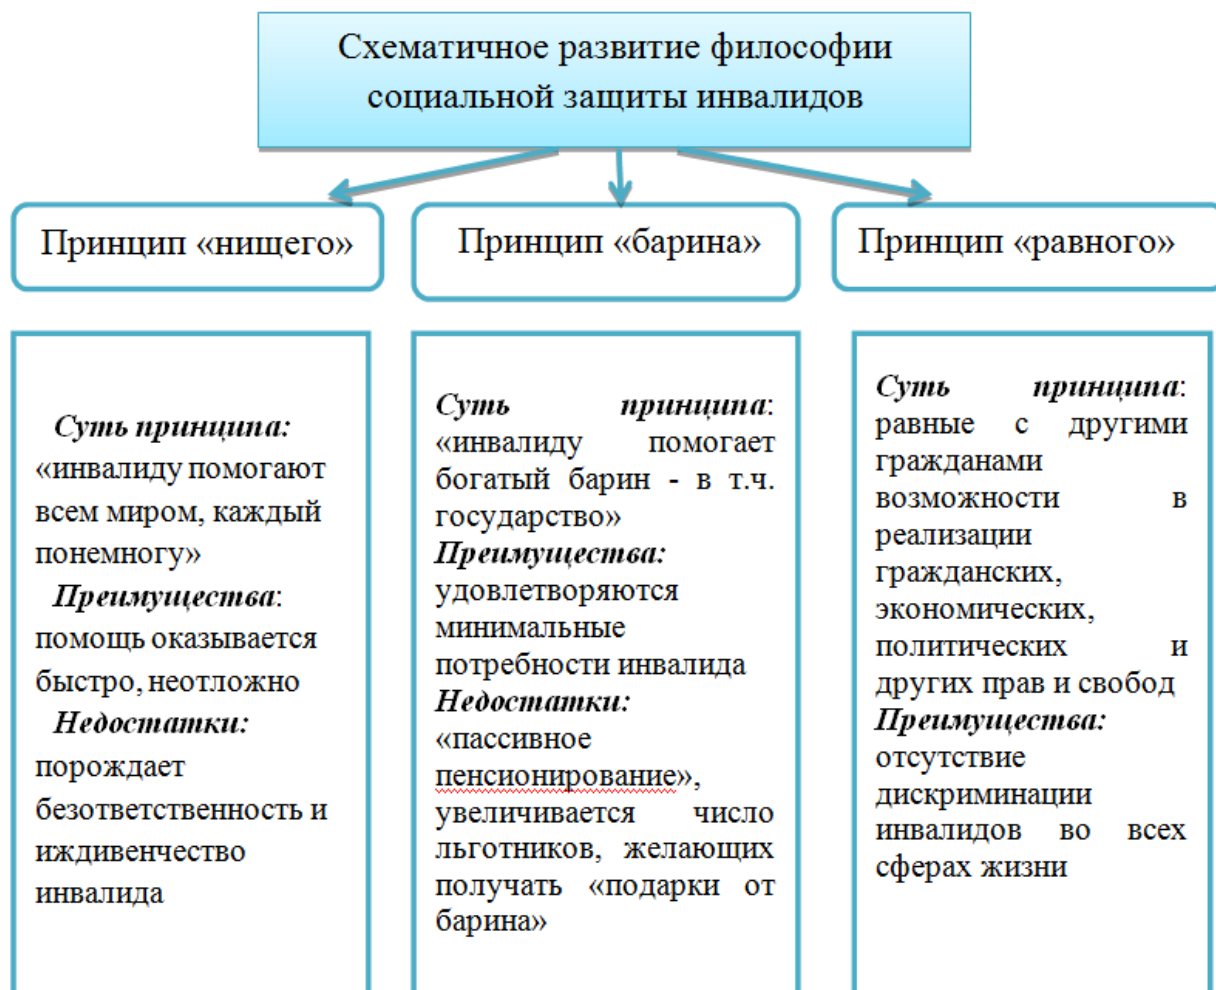 Схематичное развитие философии
социальной защиты инвалидов
Принцип «нищего»
Принцип «барина»
Принцип «равного»
Суть принципа:
«инвалиду помогают
всем миром, каждый
понемногу»
Преимущества:
помощь оказывается
быстро, неотложно
Недостатки:
порождает
безответственность и
иждивенчество
инвалида
Суть принципа:
«инвалиду помогает
богатый барин - в т.ч.
государство»
Преимущества:
удовлетворяются
минимальные
потребности инвалида
Недостатки:
«пассивное
пенсионирование»,
увеличивается число
льготников, желающих
получать «подарки от
барина»
Суть принципа:
равные с другими
гражданами
возможности в
реализации
гражданских,
экономических,
политических и
других прав и свобод
Преимущества:
отсутствие
дискриминации
инвалидов во всех
сферах жизни